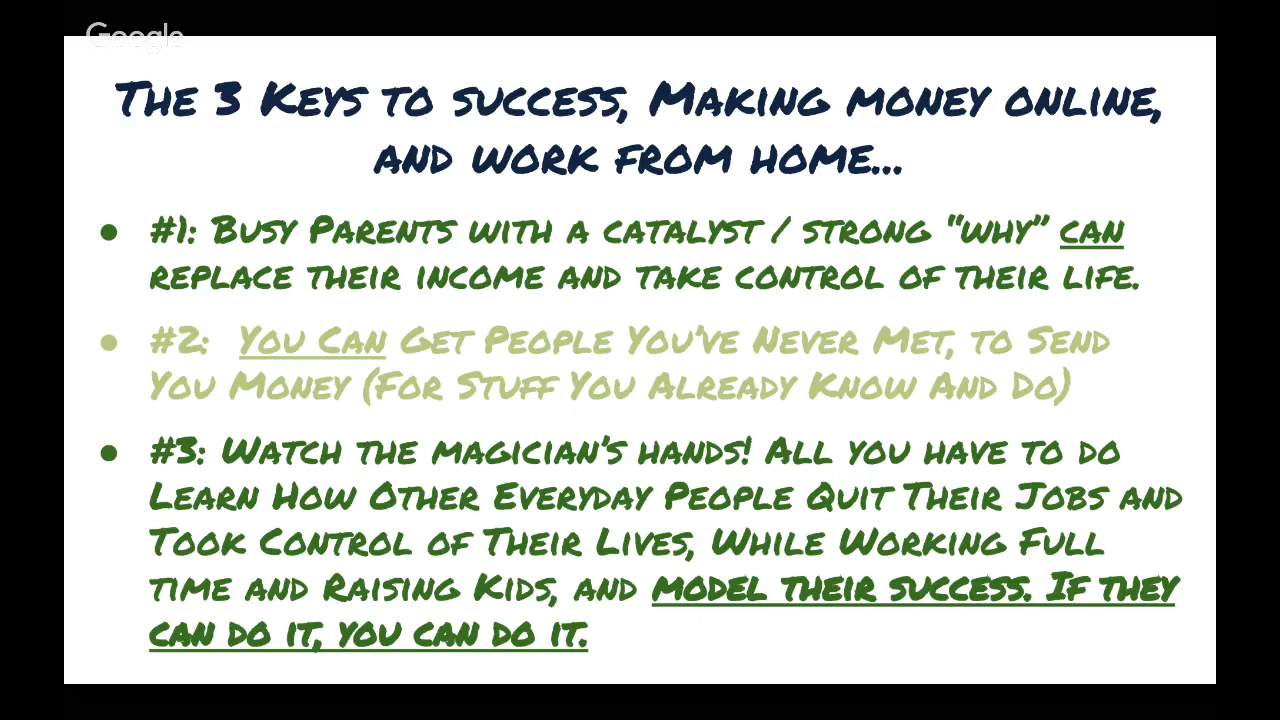 Google
The 3 Keys to success, Making money online,
and work from home...
● #1: Busy Parents with a catalyst / strong “why” can
replace their income and take control of their life.
● #2: You Can Get People You’ve Never Met, to Send
You Money (For Stuff You Already Know And Do)
● #3: Watch the magician’s hands! All you have to do
Learn How Other Everyday People Quit Their Jobs and
Took Control of Their Lives, While Working Full
time and Raising Kids, and model their success. If they
can do it, you can do it.